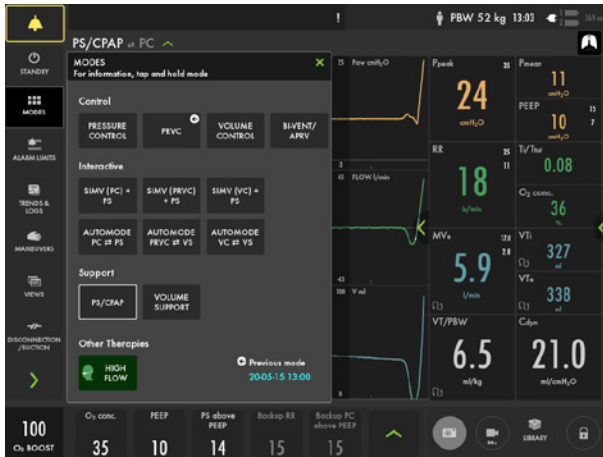 ! PBW 52 kg 13:03
PS/CPAP ⇌ PC
STANDBY
MODES
ALARM LIMITS
TRENDS &
LOGS
MANEUVERS
VIEWS
DISCONNECTION
/SUCTION
MODES
For information, tap and hold mode
Control
PRESSURE
CONTROL
PRVC
VOLUME
CONTROL
BI-VENT/
APRV
Interactive
SIMV (PC) +
PS
SIMV (PRVC)
+ PS
SIMV (VC) +
PS
AUTOMODE
PC ⇄ PS
AUTOMODE
PRVC ⇄ VS
AUTOMODE
VC ⇄ VS
Support
PS/CPAP
VOLUME
SUPPORT
Other Therapies
HIGH
FLOW
Previous mode
20-05-15 13:00
15 Paw cmH₂O
45 FLOW l/min
-45
Ppeak 35
24
cmH₂O
Pmean
11
cmH₂O
PEEP 15
10 7
cmH₂O
RR 25
11
18
b/min
Ti/Ttot
0.08
O₂ conc.
36
%
MVe
5.9
l/min
VTi
327
ml
VTe
338
ml
VT/PBW
6.5
ml/kg
Cdyn
21.0
ml/cmH₂O
100
O₂ BOOST
O₂ conc.
35
PEEP
10
PS above
PEEP
14
Backup RR
15
Backup PC
above PEEP
15
LIBRARY